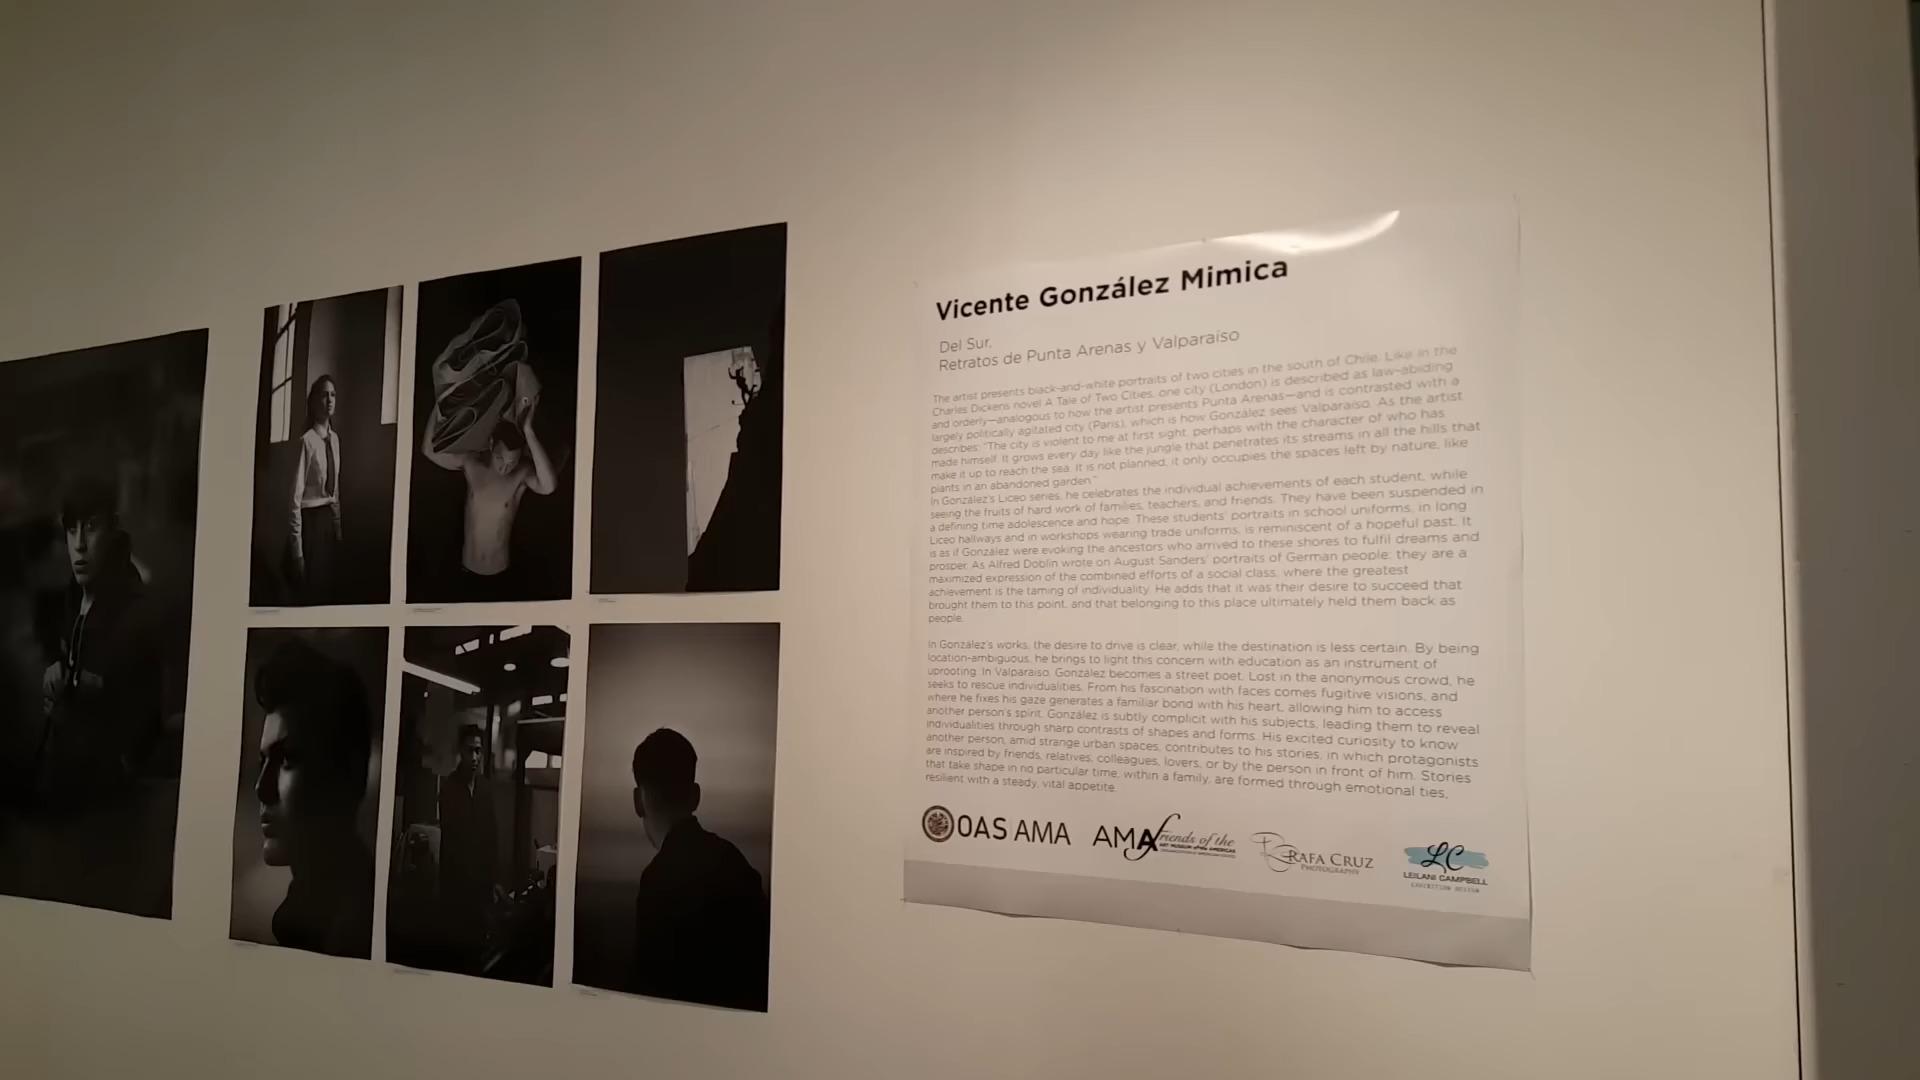 Vicente González Mimica
Del Sur,
Retratos de Punta Arenas y Valparaíso
The artist presents black-and-white portraits of two cities in the south of Chile. Like in the
Charles Dickens novel A Tale of Two Cities, one city (London) is described as law-abiding
and orderly—analogous to how the artist presents Punta Arenas—and is contrasted with a
largely politically agitated city (Paris), which is how González sees Valparaíso. As the artist
describes: "The city is violent to me at first sight, perhaps with the character of who has
made himself. It grows every day like the jungle that penetrates its streams in all the hills that
make it up to reach the sea. It is not planned, it only occupies the spaces left by nature, like
plants in an abandoned garden."
In González's Liceo series, he celebrates the individual achievements of each student, while
seeing the fruits of hard work of families, teachers, and friends. They have been suspended in
a defining time adolescence and hope. These students' portraits in school uniforms, in long
Liceo hallways and in workshops wearing trade uniforms, is reminiscent of a hopeful past. It
is as if González were evoking the ancestors who arrived to these shores to fulfil dreams and
prosper. As Alfred Doblin wrote on August Sanders' portraits of German people: they are a
maximized expression of the combined efforts of a social class, where the greatest
achievement is the taming of individuality. He adds that it was their desire to succeed that
brought them to this point, and that belonging to this place ultimately held them back as
people.
In González's works, the desire to drive is clear, while the destination is less certain. By being
location-ambiguous, he brings to light this concern with education as an instrument of
uprooting. In Valparaíso, González becomes a street poet. Lost in the anonymous crowd, he
seeks to rescue individualities. From his fascination with faces comes fugitive visions, and
where he fixes his gaze generates a familiar bond with his heart, allowing him to access
another person's spirit. González is subtly complicit with his subjects, leading them to reveal
individualities through sharp contrasts of shapes and forms. His excited curiosity to know
another person, amid strange urban spaces, contributes to his stories, in which protagonists
are inspired by friends, relatives, colleagues, lovers, or by the person in front of him. Stories
that take shape in no particular time, within a family, are formed through emotional ties,
resilient with a steady, vital appetite.
OAS AMA
AMA friends of the
ART MUSEUM of the AMERICAS
RAFA CRUZ
PHOTOGRAPHY
LC
LEILANI CAMPBELL
EXHIBITION DESIGN